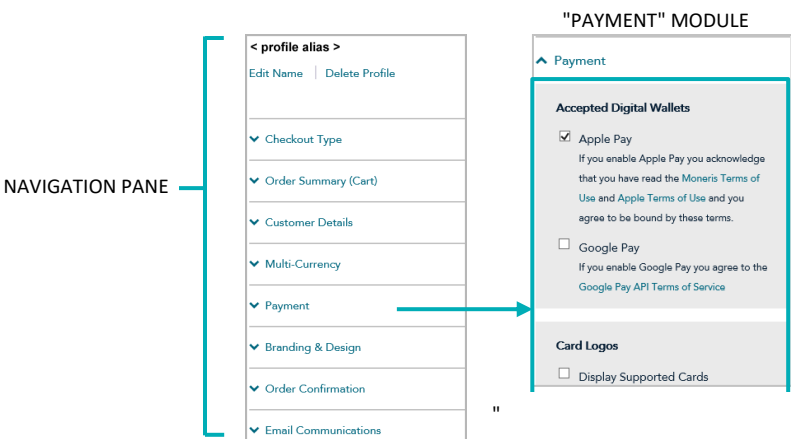 "PAYMENT" MODULE
NAVIGATION PANE
< profile alias >
Edit Name | Delete Profile
Checkout Type
Order Summary (Cart)
Customer Details
Multi-Currency
Payment
Branding & Design
Order Confirmation
Email Communications
Payment
Accepted Digital Wallets
Apple Pay
If you enable Apple Pay you acknowledge
that you have read the Moneris Terms of
Use and Apple Terms of Use and you
agree to be bound by these terms.
Google Pay
If you enable Google Pay you agree to the
Google Pay API Terms of Service
Card Logos
Display Supported Cards
"